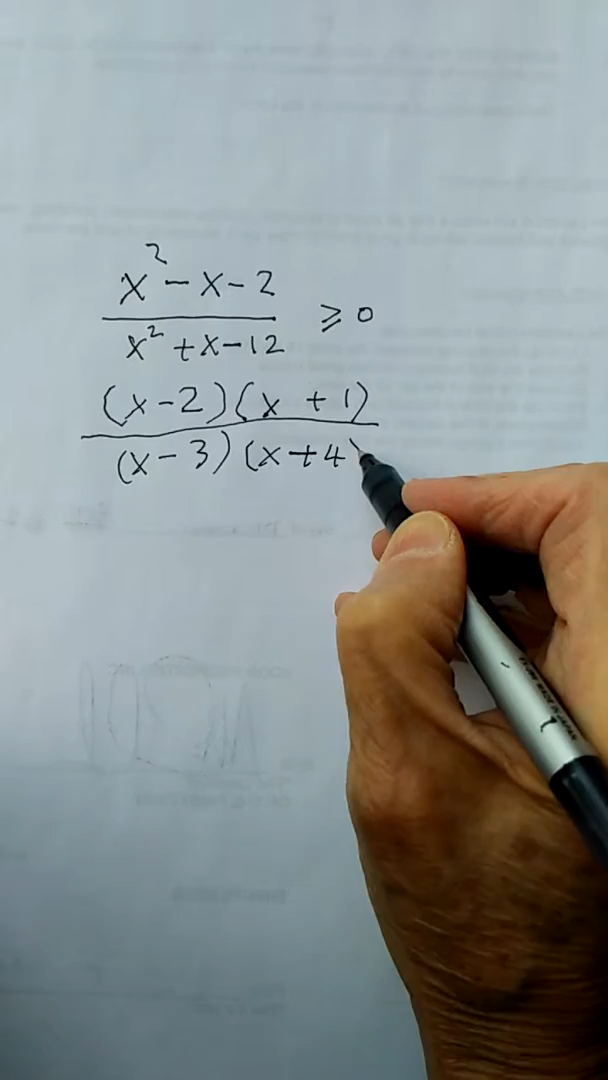 x² - x - 2
x² + x - 12 ≥ 0
(x - 2)(x + 1)
(x - 3)(x + 4)